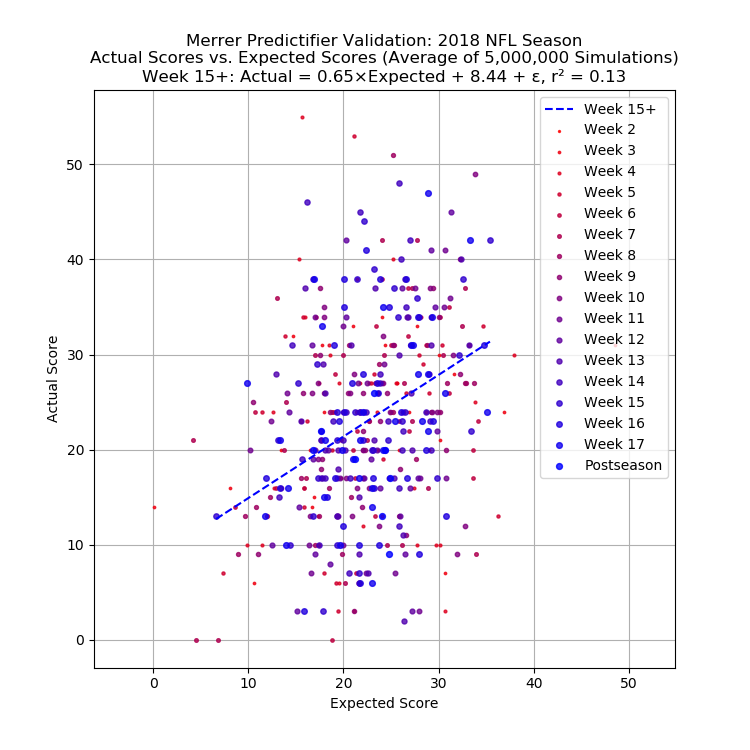 Merrer Predictifier Validation: 2018 NFL Season
Actual Scores vs. Expected Scores (Average of 5,000,000 Simulations)
Week 15+: Actual = 0.65×Expected + 8.44 + ε, r² = 0.13
Week 15+
Week 2
Week 3
Week 4
Week 5
Week 6
Week 7
Week 8
Week 9
Week 10
Week 11
Week 12
Week 13
Week 14
Week 15
Week 16
Week 17
Postseason
Actual Score
50
40
30
20
10
0
0 10 20 30 40 50
Expected Score